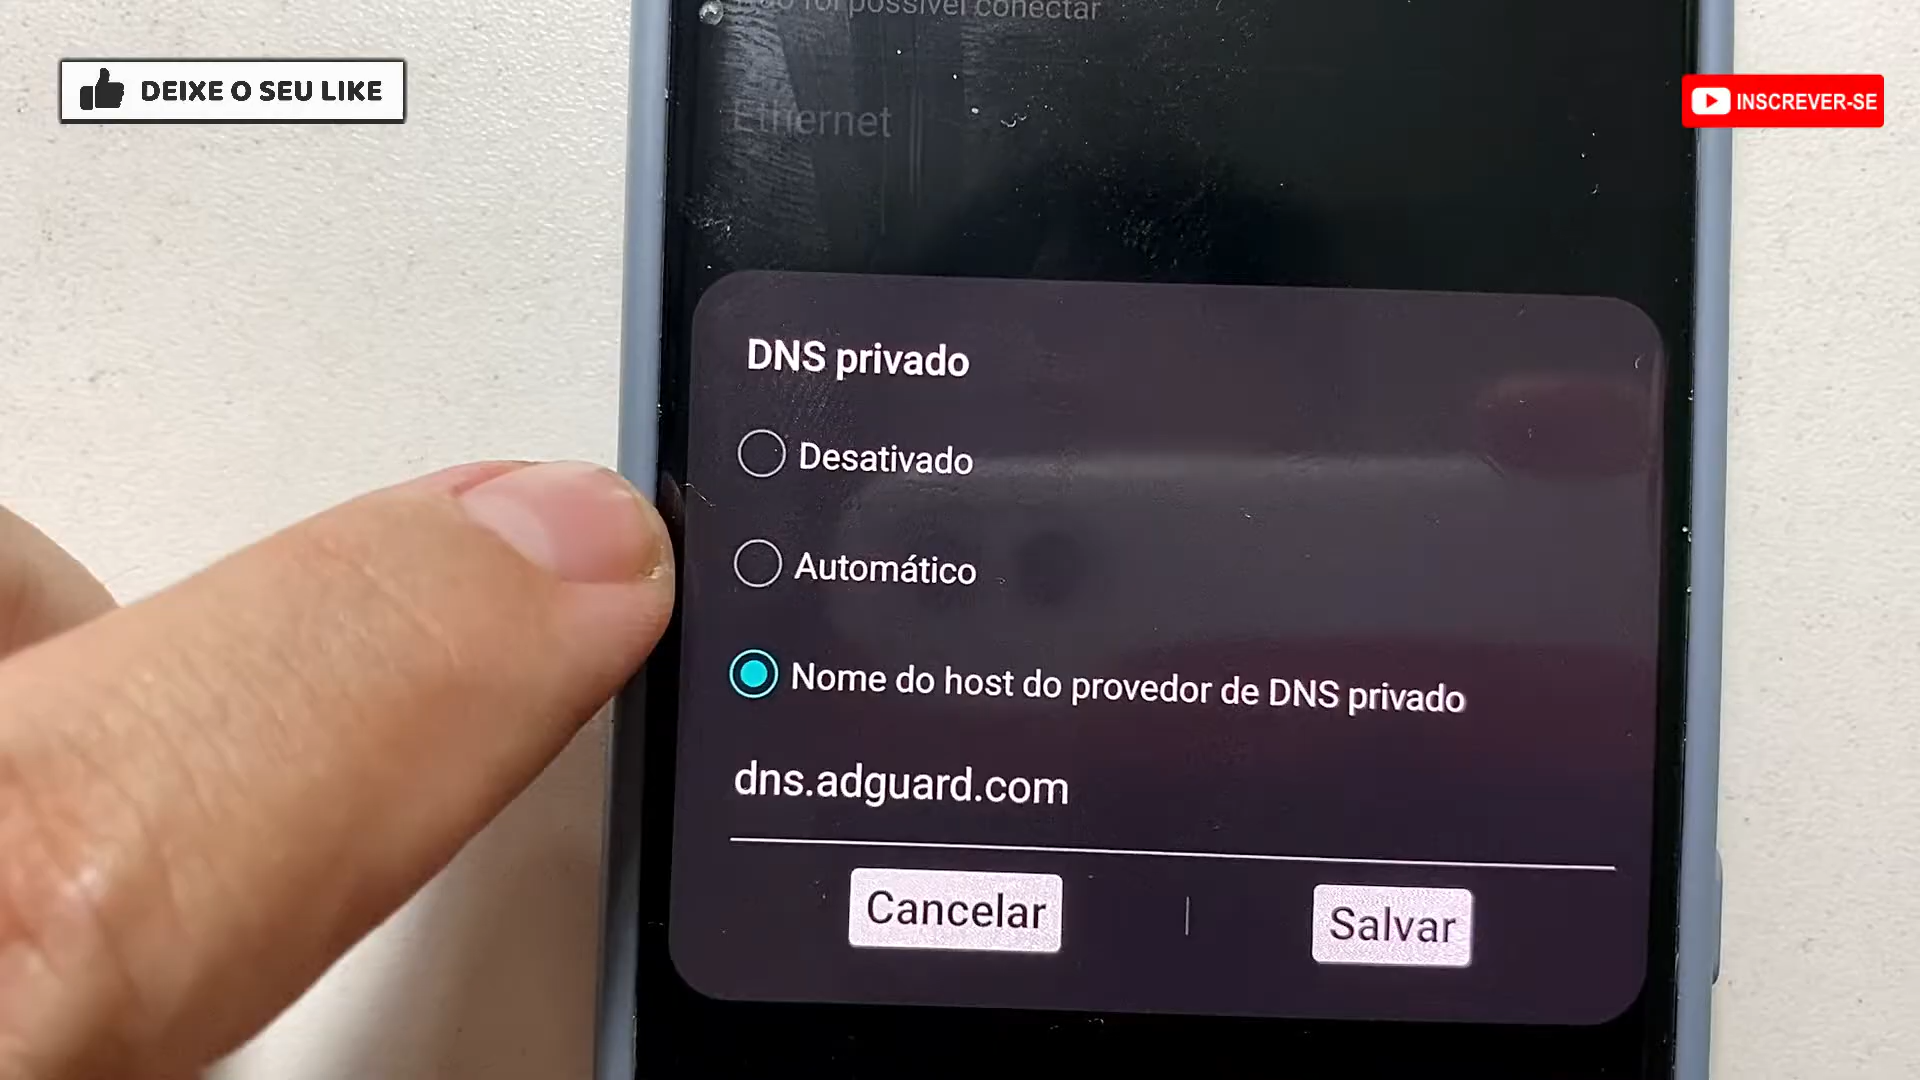 foi possível conectar
DEIXE O SEU LIKE
INSCREVER-SE
Ethernet
DNS privado
Desativado
Automático
Nome do host do provedor de DNS privado
dns.adguard.com
Cancelar
Salvar